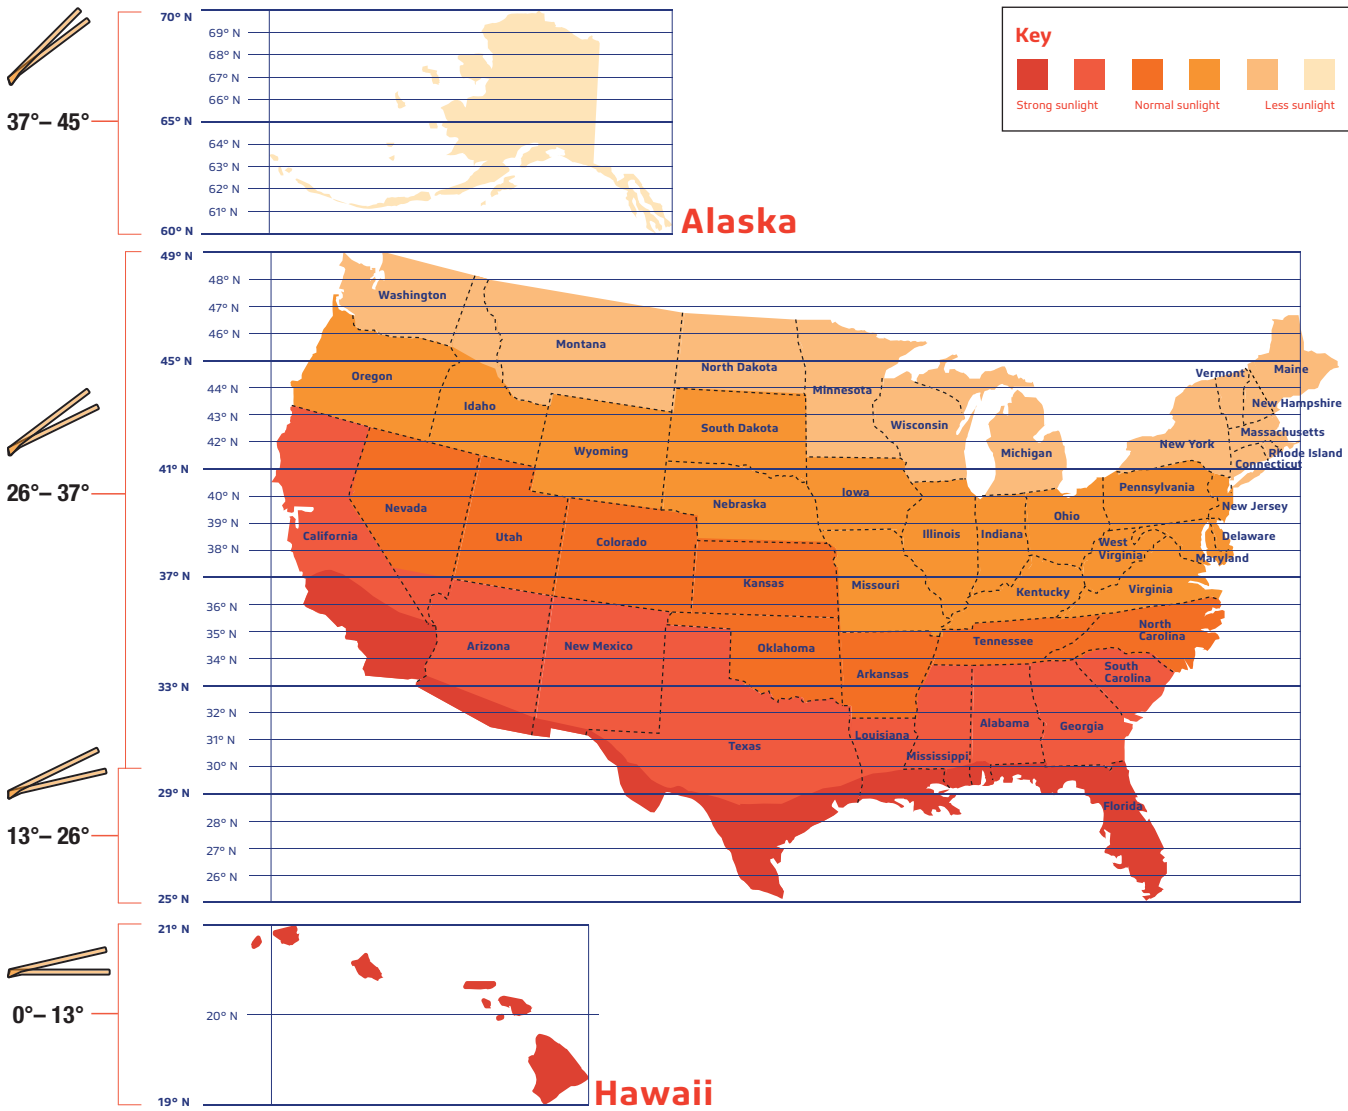 70° N
69° N
68° N
67° N
66° N
65° N
64° N
63° N
62° N
61° N
60° N
37°– 45°
Alaska
Key
Strong sunlight
Normal sunlight
Less sunlight
49° N
48° N
47° N
46° N
45° N
44° N
43° N
42° N
41° N
40° N
39° N
38° N
37° N
36° N
35° N
34° N
33° N
32° N
31° N
30° N
29° N
28° N
27° N
26° N
25° N
26°– 37°
13°– 26°
Washington
Montana
North Dakota
Minnesota
Vermont
Maine
Oregon
Idaho
New Hampshire
South Dakota
Wisconsin
Massachusetts
Wyoming
Michigan
New York
Rhode Island
Connecticut
Nebraska
Iowa
Pennsylvania
Nevada
Ohio
New Jersey
California
Utah
Colorado
Illinois
Indiana
West
Virginia
Delaware
Maryland
Kansas
Missouri
Kentucky
Virginia
Arizona
New Mexico
Oklahoma
Tennessee
North
Carolina
Arkansas
South
Carolina
Texas
Louisiana
Mississippi
Alabama
Georgia
Florida
21° N
20° N
19° N
0°– 13°
Hawaii